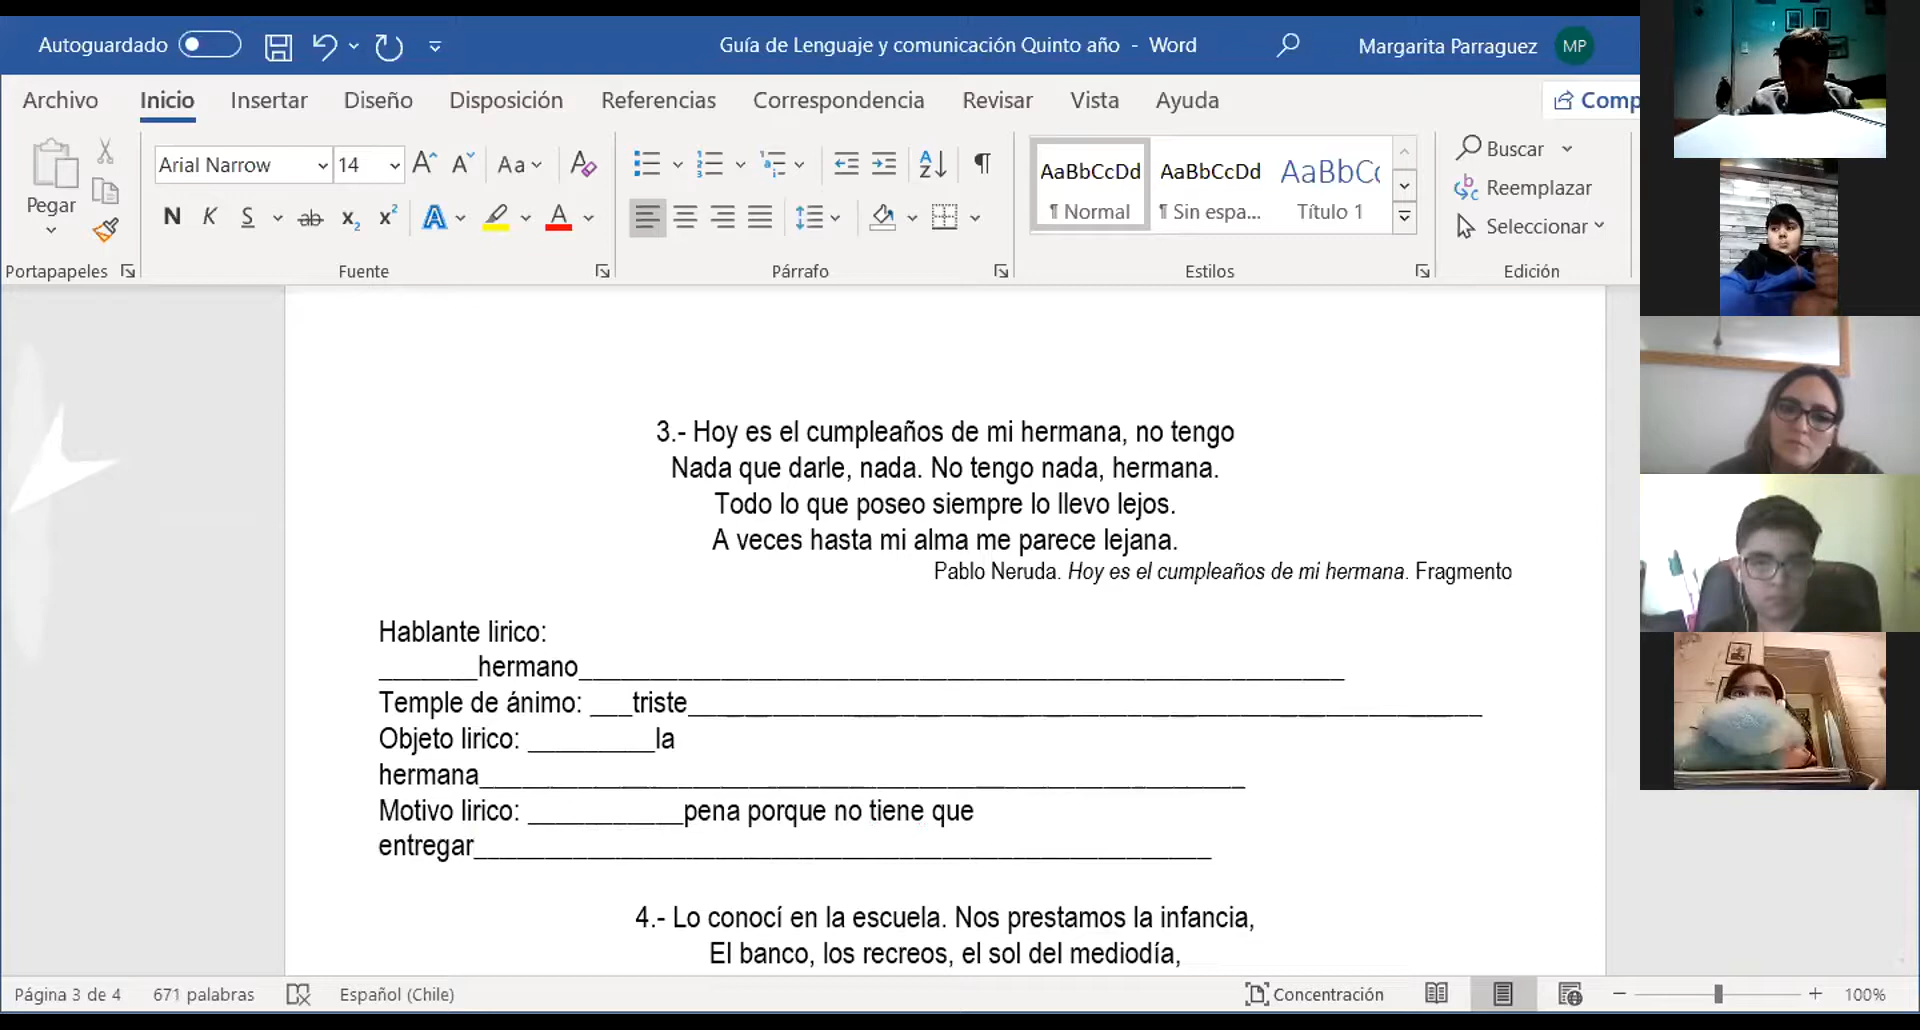 Autoguardado
Guía de Lenguaje y comunicación Quinto año - Word
Margarita Parraguez
MP
Archivo Inicio Insertar Diseño Disposición Referencias Correspondencia Revisar Vista Ayuda
Comp
Pegar
Portapapeles
Arial Narrow 14
Aa
N K S ab x₂ x² A A
Fuente
Párrafo
AaBbCcDd AaBbCcDd AaBbCc
¶ Normal ¶ Sin espa... Título 1
Estilos
Buscar
Reemplazar
Seleccionar
Edición
3.- Hoy es el cumpleaños de mi hermana, no tengo
Nada que darle, nada. No tengo nada, hermana.
Todo lo que poseo siempre lo llevo lejos.
A veces hasta mi alma me parece lejana.
Pablo Neruda. Hoy es el cumpleaños de mi hermana. Fragmento
Hablante lirico:
_______hermano______________________________________________________
Temple de ánimo: ___triste________________________________________________________
Objeto lirico: _________la
hermana______________________________________________________
Motivo lirico: ___________pena porque no tiene que
entregar____________________________________________________
4.- Lo conocí en la escuela. Nos prestamos la infancia,
El banco, los recreos, el sol del mediodía,
Página 3 de 4 671 palabras Español (Chile) Concentración 100%